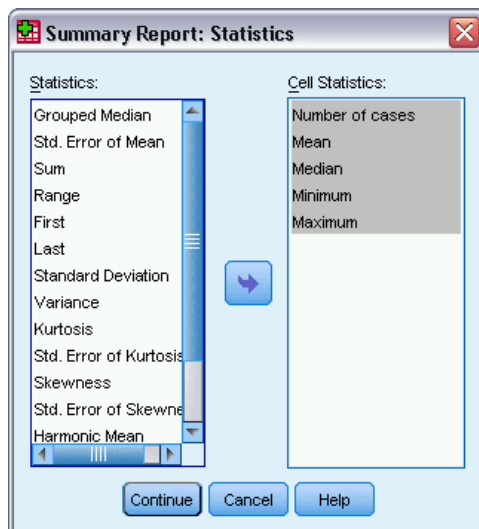 Summary Report: Statistics
Statistics:
Grouped Median
Std. Error of Mean
Sum
Range
First
Last
Standard Deviation
Variance
Kurtosis
Std. Error of Kurtosis
Skewness
Std. Error of Skewne
Harmonic Mean
Cell Statistics:
Number of cases
Mean
Median
Minimum
Maximum
Continue
Cancel
Help